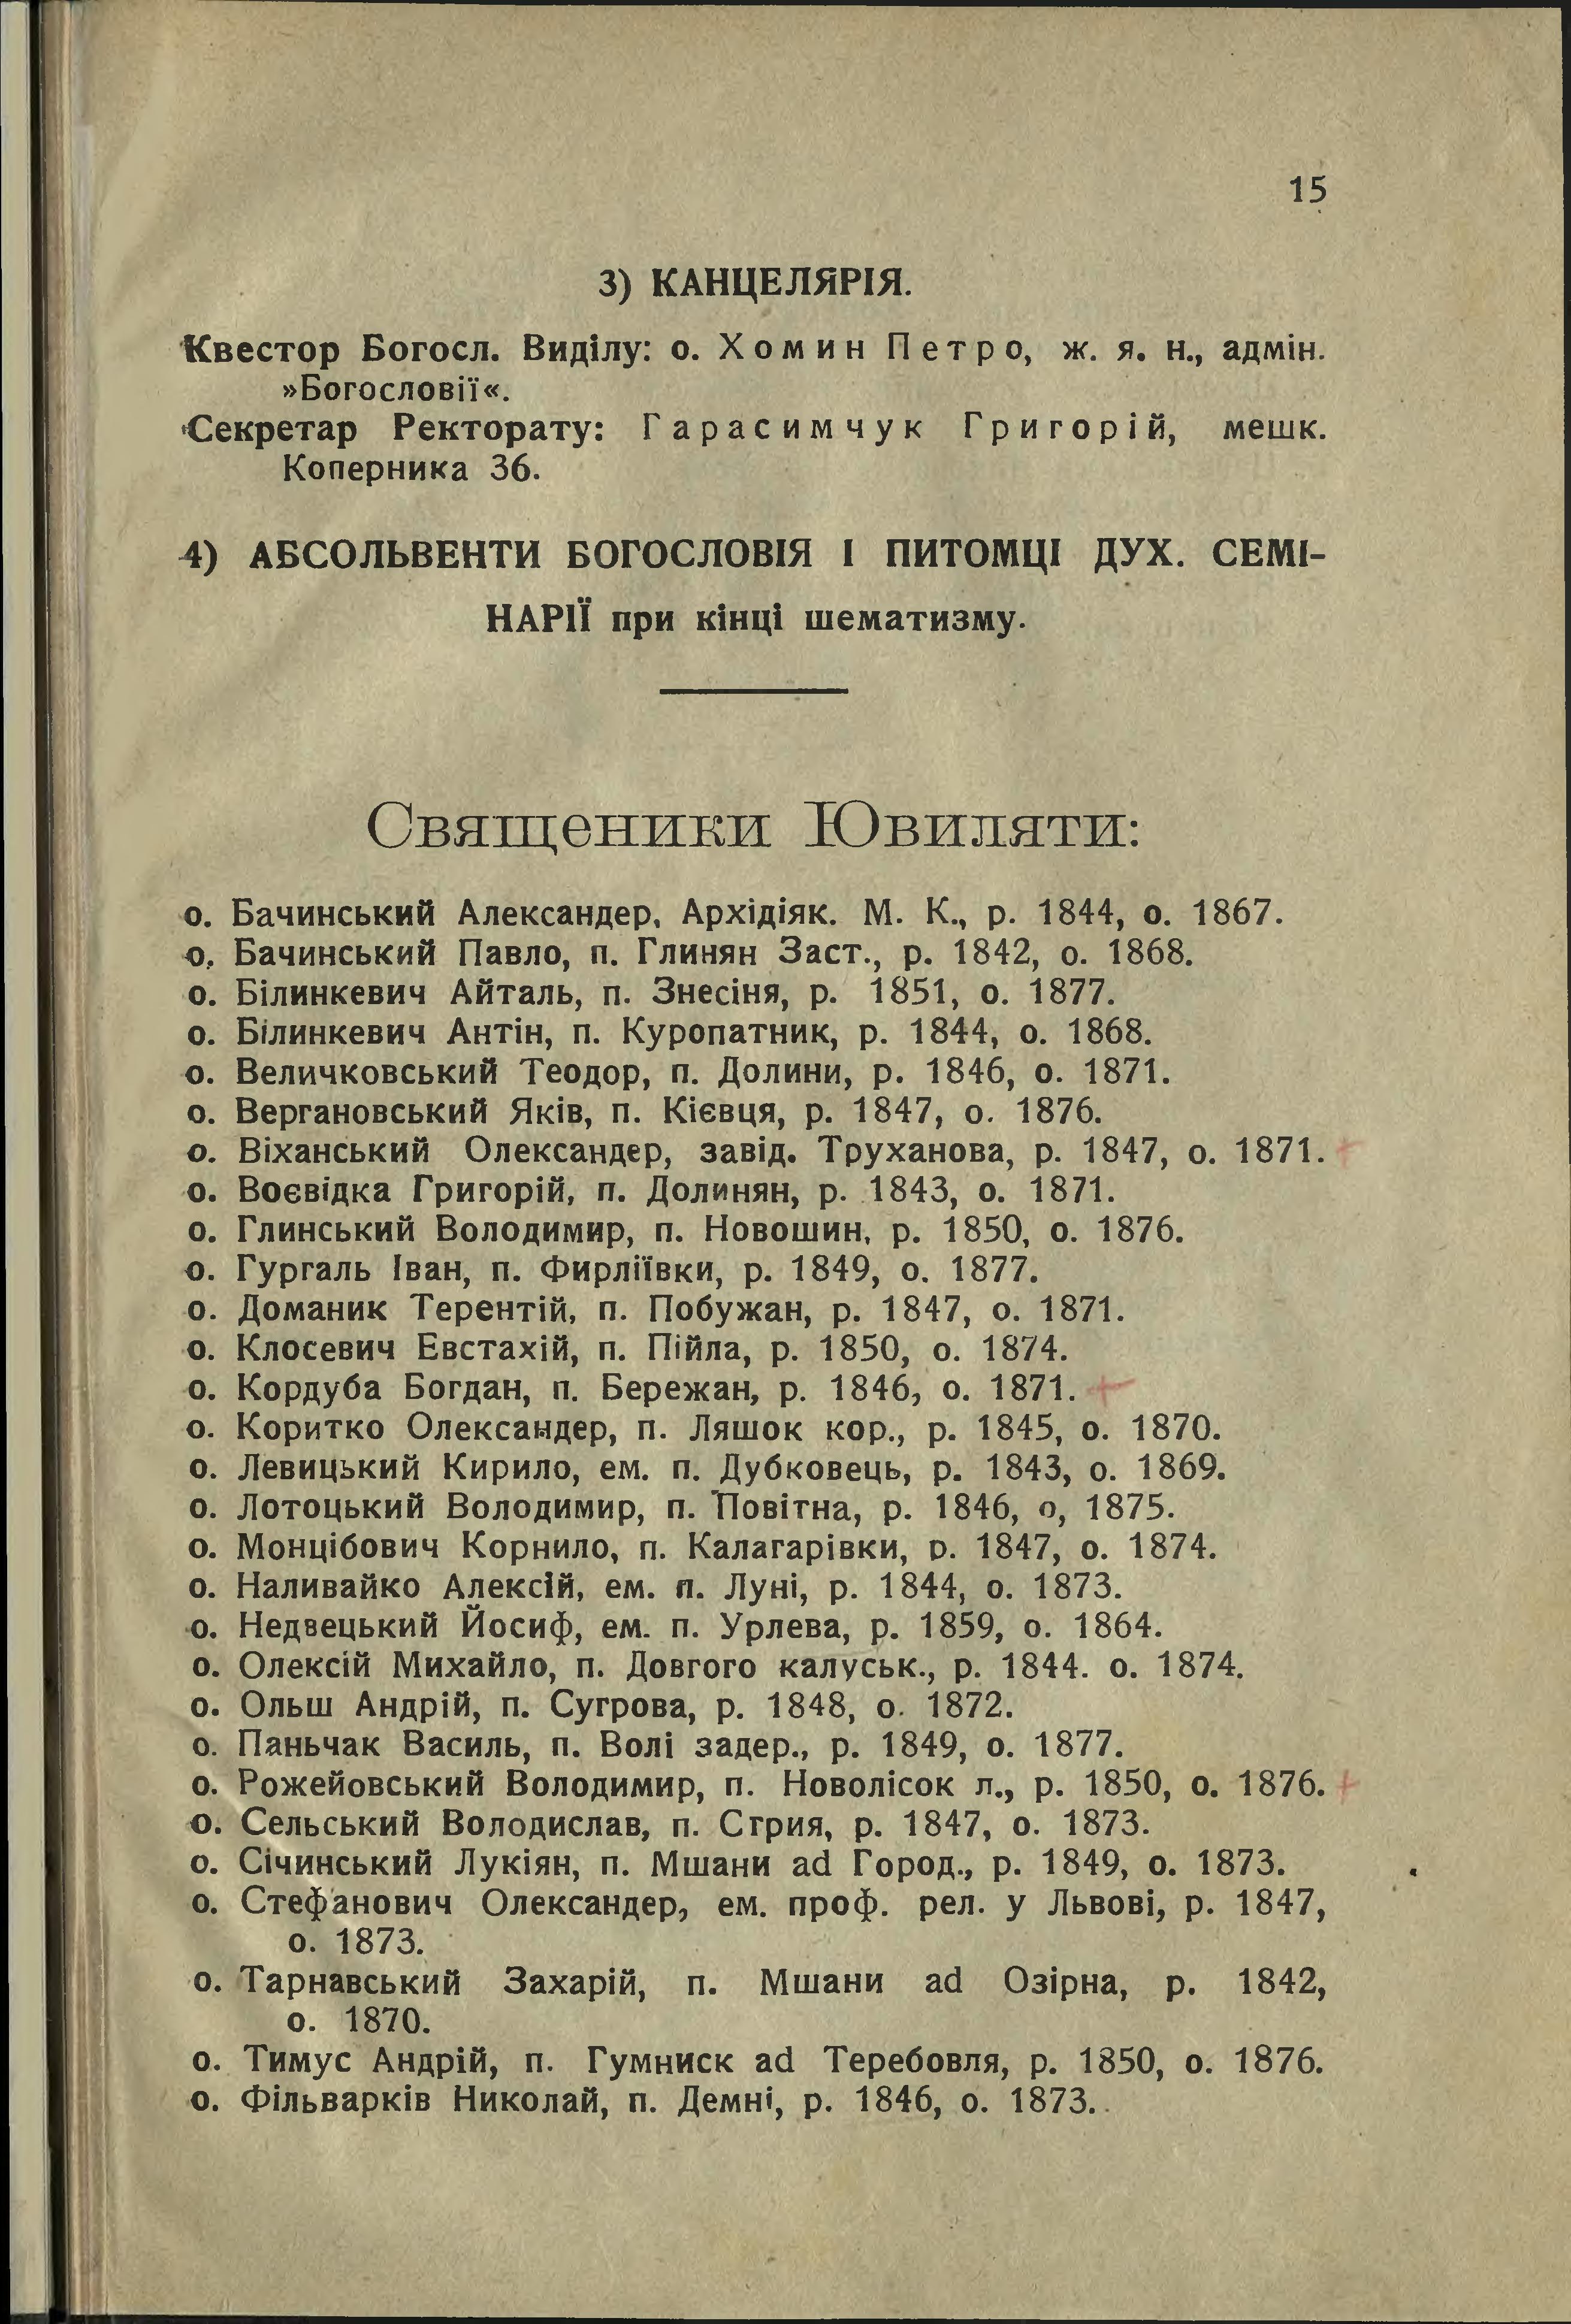 15
3) КАНЦЕЛЯРІЯ.
Квестор Богосл. Виділу: о. Хомин Петро, ж. я. н., адмін.
»Богословії«.
Секретар Ректорату: Гарасимчук Григорій, мешк.
Коперника 36.
4) АБСОЛЬВЕНТИ БОГОСЛОВІЯ І ПИТОМЦІ ДУХ. СЕМІ-
НАРІЇ при кінці шематизму.
Священики Ювиляти:
о. Бачинський Александер, Архідіяк. М. К., р. 1844, о. 1867.
о. Бачинський Павло, п. Глинян Заст., р. 1842, о. 1868.
о. Білинкевич Айталь, п. Знесіня, р. 1851, о. 1877.
о. Білинкевич Антін, п. Куропатник, р. 1844, о. 1868.
о. Величковський Теодор, п. Долини, р. 1846, о. 1871.
о. Вергановський Яків, п. Кієвця, р. 1847, о. 1876.
о. Віханський Олександер, завід. Труханова, р. 1847, о. 1871.
о. Воєвідка Григорій, п. Долинян, р. 1843, о. 1871.
о. Глинський Володимир, п. Новошин, р. 1850, о. 1876.
о. Гургаль Іван, п. Фирліївки, р. 1849, о. 1877.
о. Доманик Терентій, п. Побужан, р. 1847, о. 1871.
о. Клосевич Евстахій, п. Пійла, р. 1850, о. 1874.
о. Кордуба Богдан, п. Бережан, р. 1846, о. 1871.
о. Коритко Олександер, п. Ляшок кор., р. 1845, о. 1870.
о. Левицький Кирило, ем. п. Дубковець, р. 1843, о. 1869.
о. Лотоцький Володимир, п. Повітна, р. 1846, о, 1875.
о. Монцібович Корнило, п. Калагарівки, р. 1847, о. 1874.
о. Наливайко Алексій, ем. п. Луні, р. 1844, о. 1873.
о. Недвецький Йосиф, ем. п. Урлева, р. 1859, о. 1864.
о. Олексій Михайло, п. Довгого калуськ., р. 1844. о. 1874.
о. Ольш Андрій, п. Сугрова, р. 1848, о. 1872.
о. Паньчак Василь, п. Волі задер., р. 1849, о. 1877.
о. Рожейовський Володимир, п. Новолісок л., р. 1850, о. 1876.
о. Сельський Володислав, п. Стрия, р. 1847, о. 1873.
о. Січинський Лукіян, п. Мшани ad Город., р. 1849, о. 1873.
о. Стефанович Олександер, ем. проф. рел. у Львові, р. 1847,
о. 1873.
о. Тарнавський Захарій, п. Мшани ad Озірна, р. 1842,
о. 1870.
о. Тимус Андрій, п. Гумниск ad Теребовля, р. 1850, о. 1876.
о. Фільварків Николай, п. Демні, р. 1846, о. 1873.